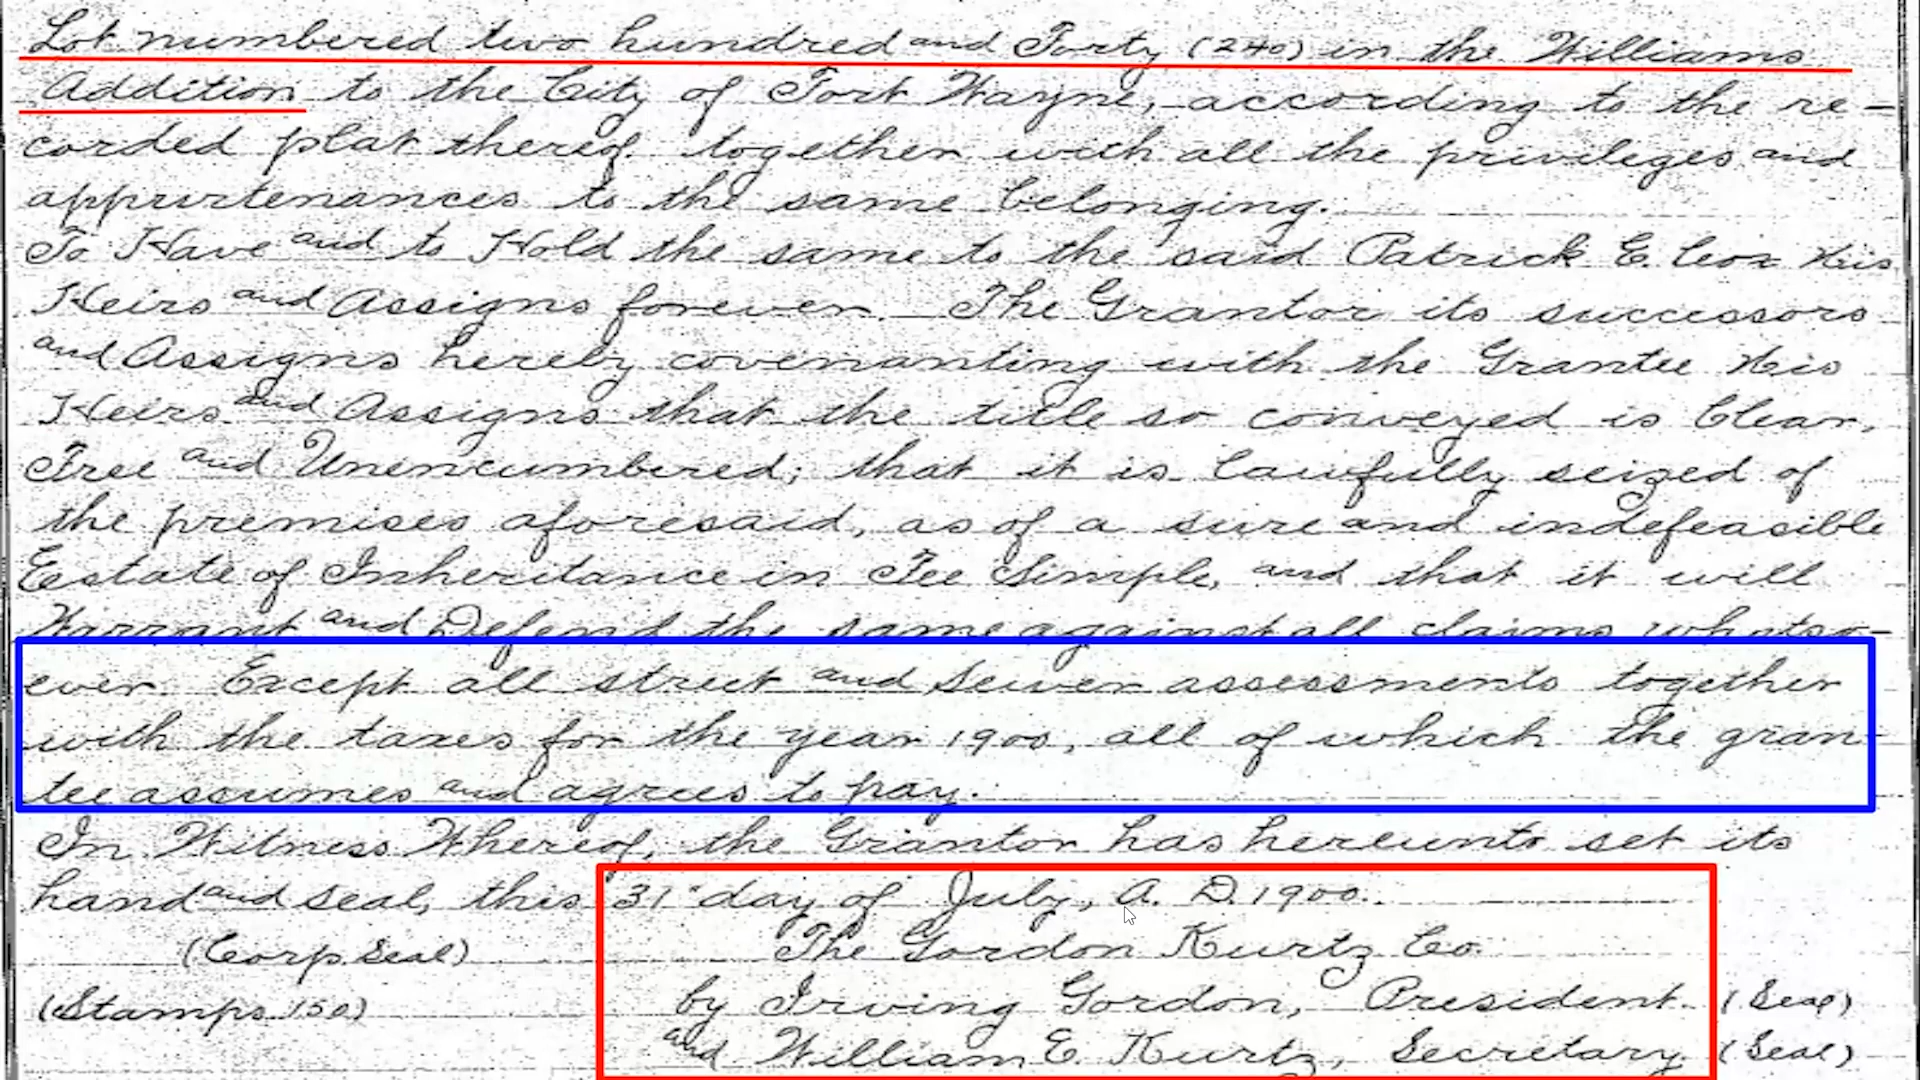 Lot numbered two hundred and Forty (240) in the Williams
Addition to the City of Fort Wayne, according to the re-
corded plat thereof. together with all the privileges and
appurtenances to the same belonging.
To Have and to Hold the same to the said Patrick E. Cox His
Heirs and Assigns forever. The Grantor its successors
and Assigns hereby covenanting with the Grantee His
Heirs and Assigns that the title so conveyed is Clear,
Free and Unencumbered; that it is lawfully seized of
the premises aforesaid, as of a sure and indefeasible
Estate of Inheritance in Fee Simple, and that it will
Warrant and Defend the same against all claims whatso-
ever. Except all street and Sewer assessments together
with the taxes for the year 1900, all of which the gran-
tee assumes and agrees to pay.
In Witness Whereof, the Grantor has hereunto set its
hand and seal, this 31" day of July, A. D. 1900.
(Corp Seal) The Gordon Kurtz Co.
(Stamps 150) by Irving Gordon, President (Seal)
and William E. Kurtz, Secretary (Seal)